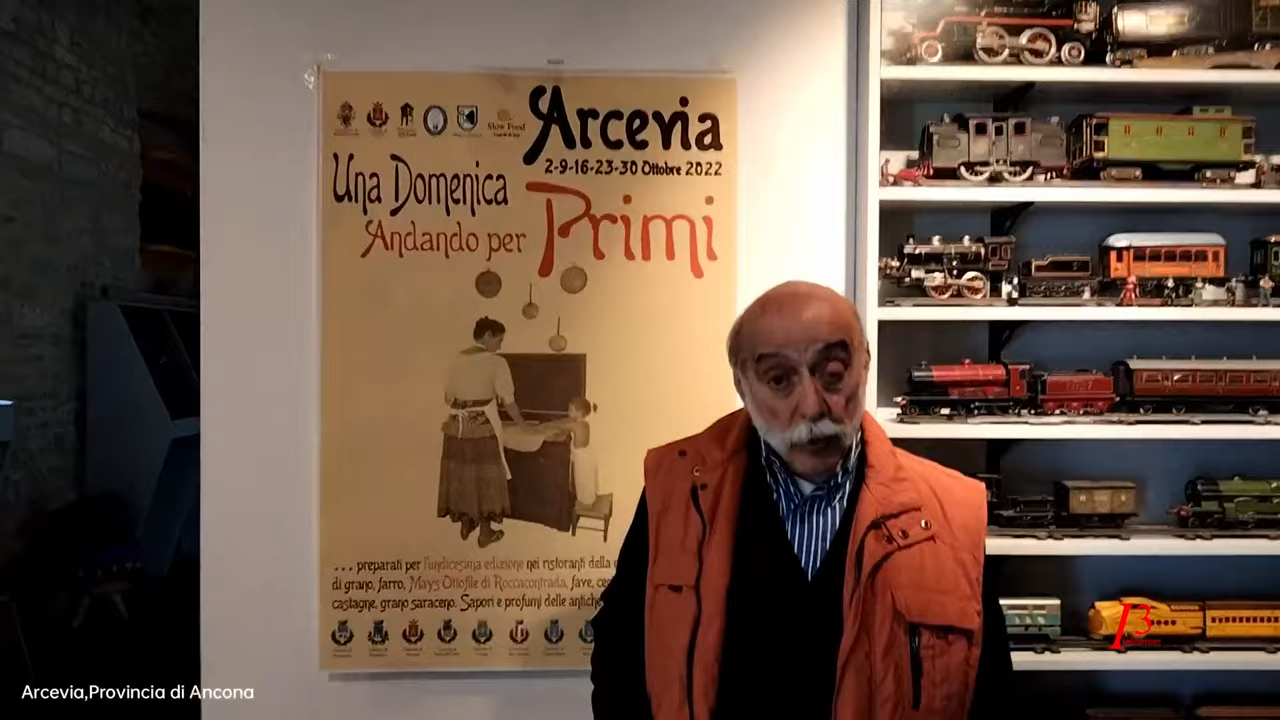 Arcevia
2-9-16-23-30 Ottobre 2022
Slow Food
Una Domenica
Andando per Primi
... preparati per l'undicesima edizione nei ristoranti della
di grano, farro, Mays Ottofile di Roccacontrada, fave,
castagne, grano saraceno. Sapori e profumi delle antiche
Arcevia,Provincia di Ancona